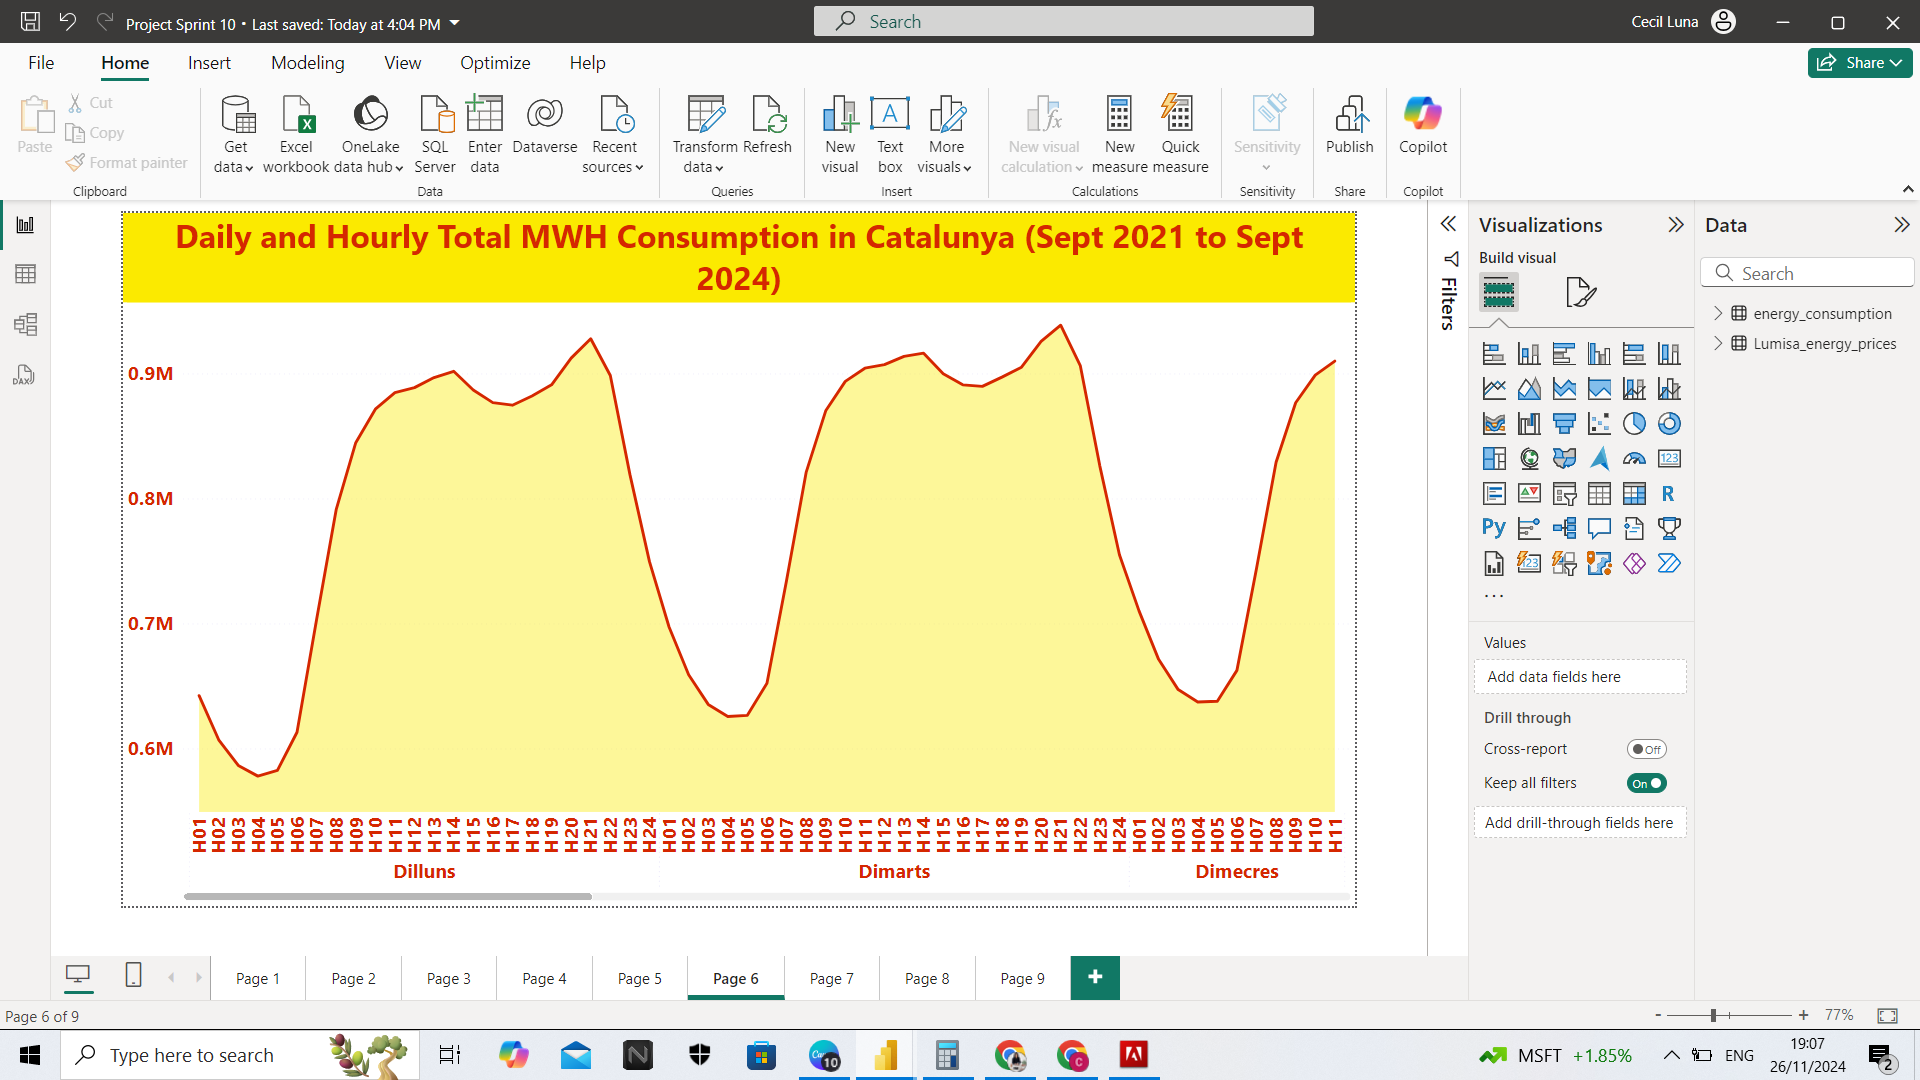 Project Sprint 10 • Last saved: Today at 4:04 PM
Search
Cecil Luna
File Home Insert Modeling View Optimize Help
Share
Paste
Cut
Copy
Format painter
Clipboard
Get data
Excel workbook
OneLake data hub
SQL Server
Enter data
Dataverse
Recent sources
Data
Transform data
Refresh
Queries
New visual
Text box
More visuals
Insert
New visual calculation
New measure
Quick measure
Calculations
Sensitivity
Sensitivity
Publish
Share
Copilot
Copilot
Daily and Hourly Total MWH Consumption in Catalunya (Sept 2021 to Sept
2024)
0.9M
0.8M
0.7M
0.6M
H01 H02 H03 H04 H05 H06 H07 H08 H09 H10 H11 H12 H13 H14 H15 H16 H17 H18 H19 H20 H21 H22 H23 H24 H01 H02 H03 H04 H05 H06 H07 H08 H09 H10 H11 H12 H13 H14 H15 H16 H17 H18 H19 H20 H21 H22 H23 H24 H01 H02 H03 H04 H05 H06 H07 H08 H09 H10 H11
Dilluns Dimarts Dimecres
Filters
Visualizations
Build visual
123
R
Py
123
...
Values
Add data fields here
Drill through
Cross-report Off
Keep all filters On
Add drill-through fields here
Data
Search
energy_consumption
Lumisa_energy_prices
Page 1 Page 2 Page 3 Page 4 Page 5 Page 6 Page 7 Page 8 Page 9 +
Page 6 of 9
- + 77%
Type here to search
10
C
MSFT +1.85%
ENG
19:07
26/11/2024
2